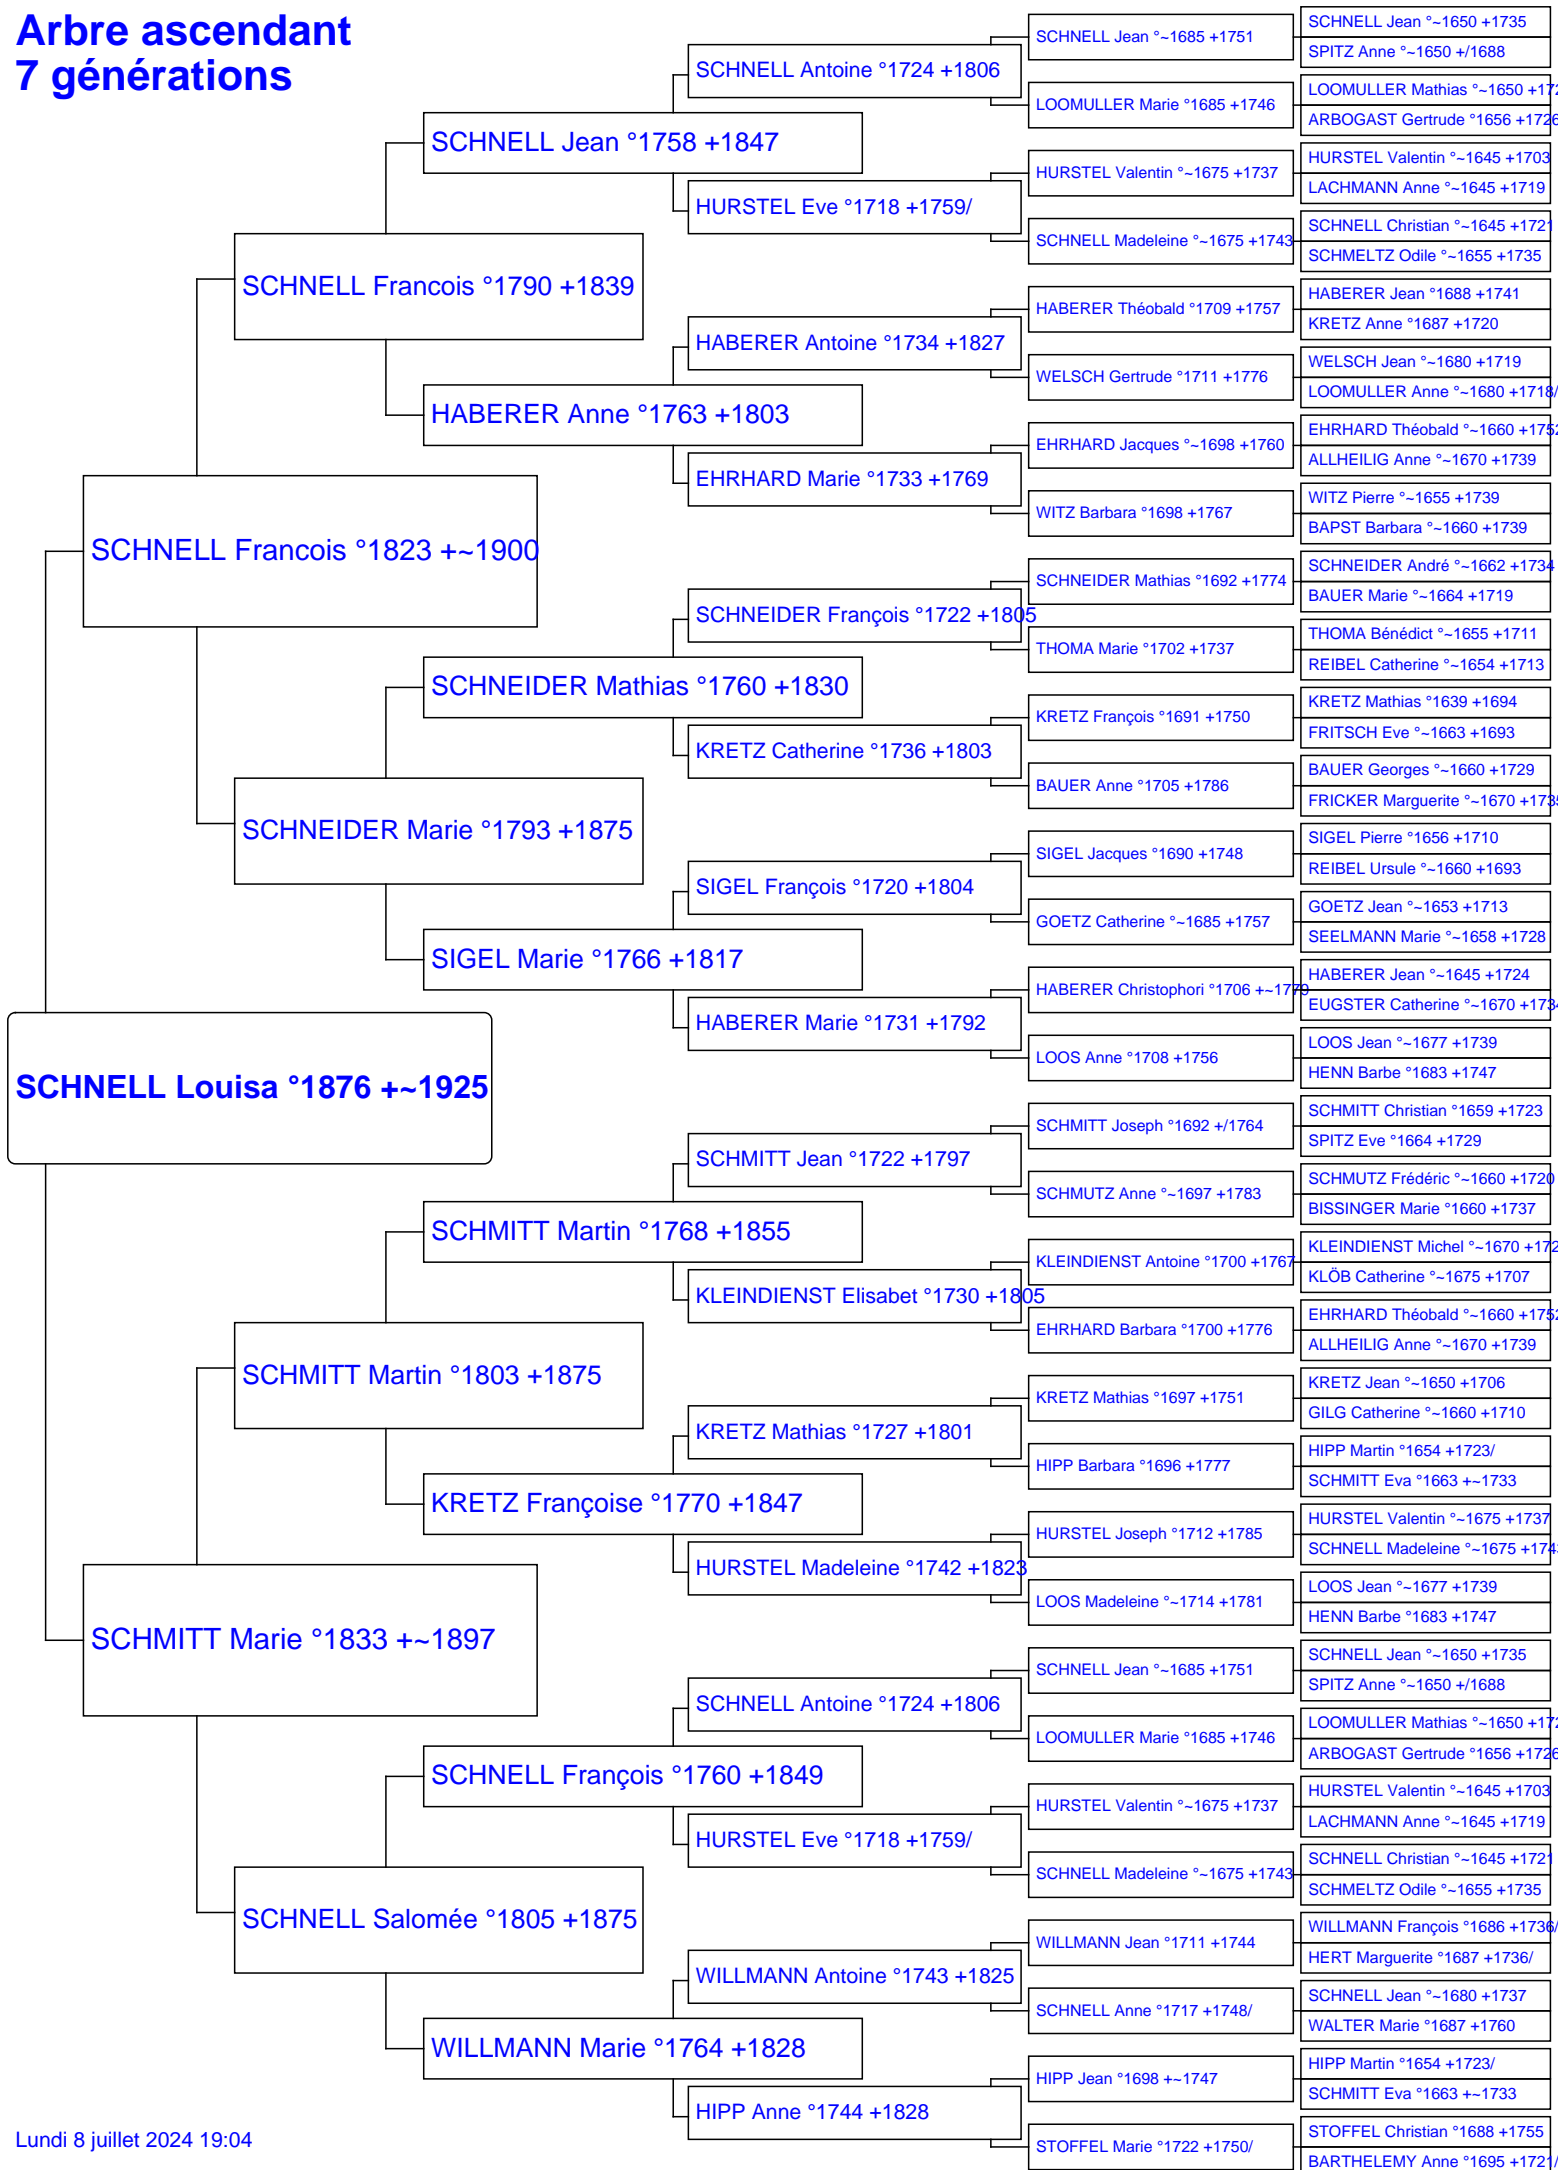 Arbre ascendant
7 générations
SCHNELL Louisa °1876 +~1925
SCHNELL Francois °1823 +~1900
SCHMITT Marie °1833 +~1897
SCHNELL Francois °1790 +1839
SCHNEIDER Marie °1793 +1875
SCHMITT Martin °1803 +1875
SCHNELL Salomée °1805 +1875
SCHNELL Jean °1758 +1847
HABERER Anne °1763 +1803
SCHNEIDER Mathias °1760 +1830
SIGEL Marie °1766 +1817
SCHMITT Martin °1768 +1855
KRETZ Françoise °1770 +1847
SCHNELL François °1760 +1849
WILLMANN Marie °1764 +1828
SCHNELL Antoine °1724 +1806
HURSTEL Eve °1718 +1759/
HABERER Antoine °1734 +1827
EHRHARD Marie °1733 +1769
SCHNEIDER François °1722 +1805
KRETZ Catherine °1736 +1803
SIGEL François °1720 +1804
HABERER Marie °1731 +1792
SCHMITT Jean °1722 +1797
KLEINDIENST Elisabet °1730 +1805
KRETZ Mathias °1727 +1801
HURSTEL Madeleine °1742 +1823
SCHNELL Antoine °1724 +1806
HURSTEL Eve °1718 +1759/
WILLMANN Antoine °1743 +1825
HIPP Anne °1744 +1828
SCHNELL Jean °~1685 +1751
LOOMULLER Marie °1685 +1746
HURSTEL Valentin °~1675 +1737
SCHNELL Madeleine °~1675 +1743
HABERER Théobald °1709 +1757
WELSCH Gertrude °1711 +1776
EHRHARD Jacques °~1698 +1760
WITZ Barbara °1698 +1767
SCHNEIDER Mathias °1692 +1774
THOMA Marie °1702 +1737
KRETZ François °1691 +1750
BAUER Anne °1705 +1786
SIGEL Jacques °1690 +1748
GOETZ Catherine °~1685 +1757
HABERER Christophori °1706 +~1779
LOOS Anne °1708 +1756
SCHMITT Joseph °1692 +/1764
SCHMUTZ Anne °~1697 +1783
KLEINDIENST Antoine °1700 +1767
EHRHARD Barbara °1700 +1776
KRETZ Mathias °1697 +1751
HIPP Barbara °1696 +1777
HURSTEL Joseph °1712 +1785
LOOS Madeleine °~1714 +1781
SCHNELL Jean °~1685 +1751
LOOMULLER Marie °1685 +1746
HURSTEL Valentin °~1675 +1737
SCHNELL Madeleine °~1675 +1743
WILLMANN Jean °1711 +1744
SCHNELL Anne °1717 +1748/
HIPP Jean °1698 +~1747
STOFFEL Marie °1722 +1750/
SCHNELL Jean °~1650 +1735
SPITZ Anne °~1650 +/1688
LOOMULLER Mathias °~1650
ARBOGAST Gertrude °1656 +1726
HURSTEL Valentin °~1645 +1703
LACHMANN Anne °~1645 +1719
SCHNELL Christian °~1645 +1721
SCHMELTZ Odile °~1655 +1735
HABERER Jean °1688 +1741
KRETZ Anne °1687 +1720
WELSCH Jean °~1680 +1719
LOOMULLER Anne °~1680 +1718/
EHRHARD Théobald °~1660 +1752
ALLHEILIG Anne °~1670 +1739
WITZ Pierre °~1655 +1739
BAPST Barbara °~1660 +1739
SCHNEIDER André °~1662 +1734
BAUER Marie °~1664 +1719
THOMA Bénédict °~1655 +1711
REIBEL Catherine °~1654 +1713
KRETZ Mathias °1639 +1694
FRITSCH Eve °~1663 +1693
BAUER Georges °~1660 +1729
FRICKER Marguerite °~1670 +1735
SIGEL Pierre °1656 +1710
REIBEL Ursule °~1660 +1693
GOETZ Jean °~1653 +1713
SEELMANN Marie °~1658 +1728
HABERER Jean °~1645 +1724
EUGSTER Catherine °~1670 +1734
LOOS Jean °~1677 +1739
HENN Barbe °1683 +1747
SCHMITT Christian °1659 +1723
SPITZ Eve °1664 +1729
SCHMUTZ Frédéric °~1660 +1720
BISSINGER Marie °1660 +1737
KLEINDIENST Michel °~1670
KLÖB Catherine °~1675 +1707
EHRHARD Théobald °~1660 +1752
ALLHEILIG Anne °~1670 +1739
KRETZ Jean °~1650 +1706
GILG Catherine °~1660 +1710
HIPP Martin °1654 +1723/
SCHMITT Eva °1663 +~1733
HURSTEL Valentin °~1675 +1737
SCHNELL Madeleine °~1675 +1743
LOOS Jean °~1677 +1739
HENN Barbe °1683 +1747
SCHNELL Jean °~1650 +1735
SPITZ Anne °~1650 +/1688
LOOMULLER Mathias °~1650
ARBOGAST Gertrude °1656 +1726
HURSTEL Valentin °~1645 +1703
LACHMANN Anne °~1645 +1719
SCHNELL Christian °~1645 +1721
SCHMELTZ Odile °~1655 +1735
WILLMANN François °1686 +1736/
HERT Marguerite °1687 +1736/
SCHNELL Jean °~1680 +1737
WALTER Marie °1687 +1760
HIPP Martin °1654 +1723/
SCHMITT Eva °1663 +~1733
STOFFEL Christian °1688 +1755
BARTHELEMY Anne °1695 +1721/
Lundi 8 juillet 2024 19:04